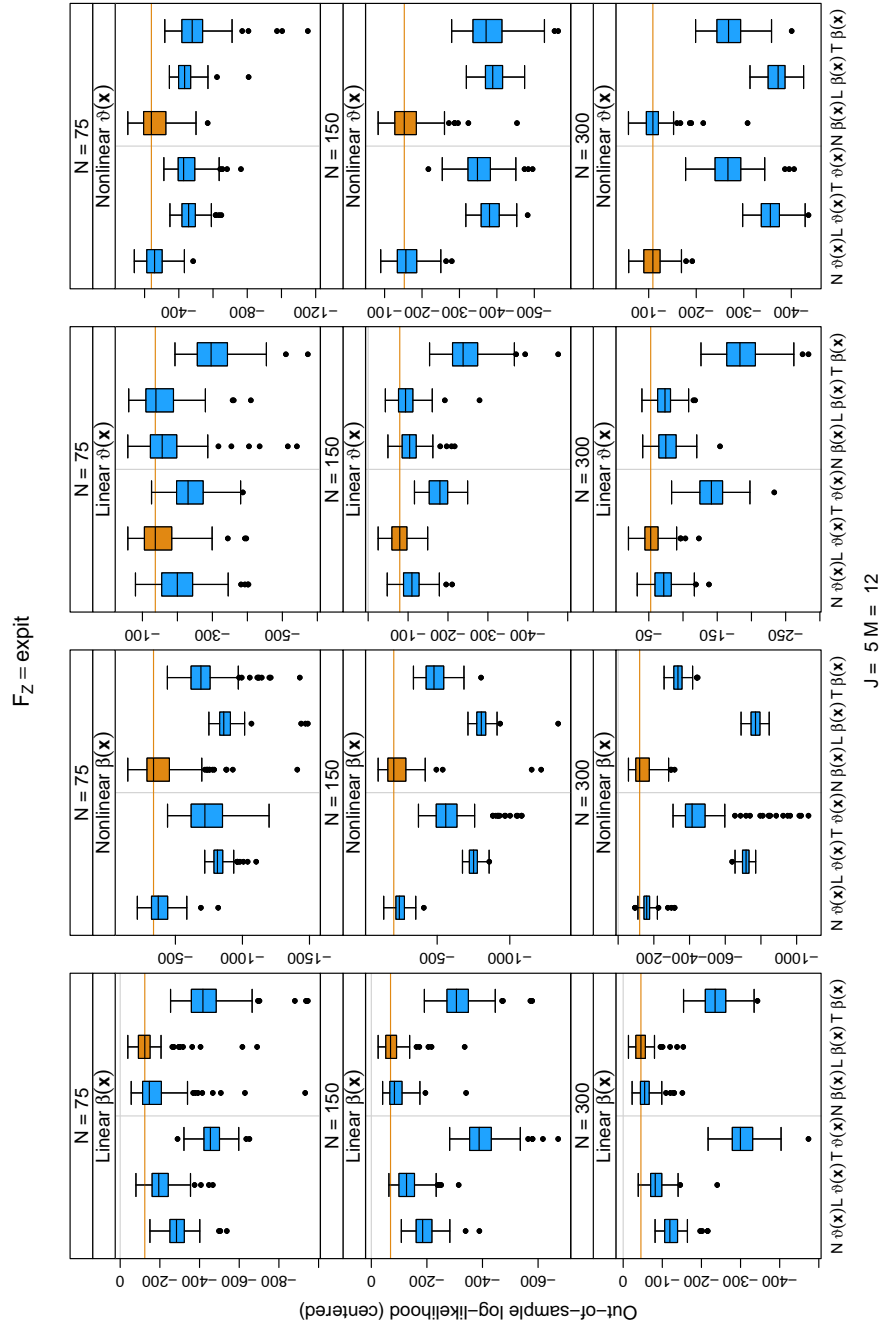 F_Z = expit
N = 75
N = 75
N = 75
N = 75
Linear β(x)
Nonlinear β(x)
Linear ϑ(x)
Nonlinear ϑ(x)
0
−200
−400
−600
−800
−500
−1000
−1500
−100
−300
−500
−400
−800
−1200
N = 150
N = 150
N = 150
N = 150
Linear β(x)
Nonlinear β(x)
Linear ϑ(x)
Nonlinear ϑ(x)
0
−200
−400
−600
−500
−1000
−100
−200
−300
−400
−500
−100
−200
−300
−400
−500
N = 300
N = 300
N = 300
N = 300
Linear β(x)
Nonlinear β(x)
Linear ϑ(x)
Nonlinear ϑ(x)
0
−100
−200
−300
−400
−200
−400
−600
−1000
−50
−150
−250
−100
−200
−300
−400
Out−of−sample log−likelihood (centered)
N ϑ(x) L ϑ(x) T ϑ(x) N β(x) L β(x) T β(x)
N ϑ(x) L ϑ(x) T ϑ(x) N β(x) L β(x) T β(x)
N ϑ(x) L ϑ(x) T ϑ(x) N β(x) L β(x) T β(x)
N ϑ(x) L ϑ(x) T ϑ(x) N β(x) L β(x) T β(x)
J = 5 M = 12